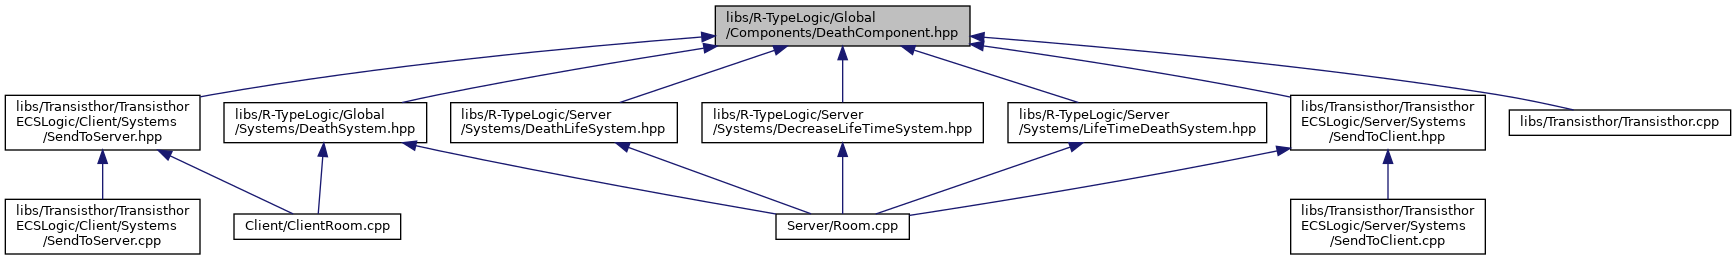 libs/R-TypeLogic/Global
/Components/DeathComponent.hpp
libs/Transisthor/Transisthor
ECSLogic/Client/Systems
/SendToServer.hpp
libs/R-TypeLogic/Global
/Systems/DeathSystem.hpp
libs/R-TypeLogic/Server
/Systems/DeathLifeSystem.hpp
libs/R-TypeLogic/Server
/Systems/DecreaseLifeTimeSystem.hpp
libs/R-TypeLogic/Server
/Systems/LifeTimeDeathSystem.hpp
libs/Transisthor/Transisthor
ECSLogic/Server/Systems
/SendToClient.hpp
libs/Transisthor/Transisthor.cpp
libs/Transisthor/Transisthor
ECSLogic/Client/Systems
/SendToServer.cpp
Client/ClientRoom.cpp
Server/Room.cpp
libs/Transisthor/Transisthor
ECSLogic/Server/Systems
/SendToClient.cpp